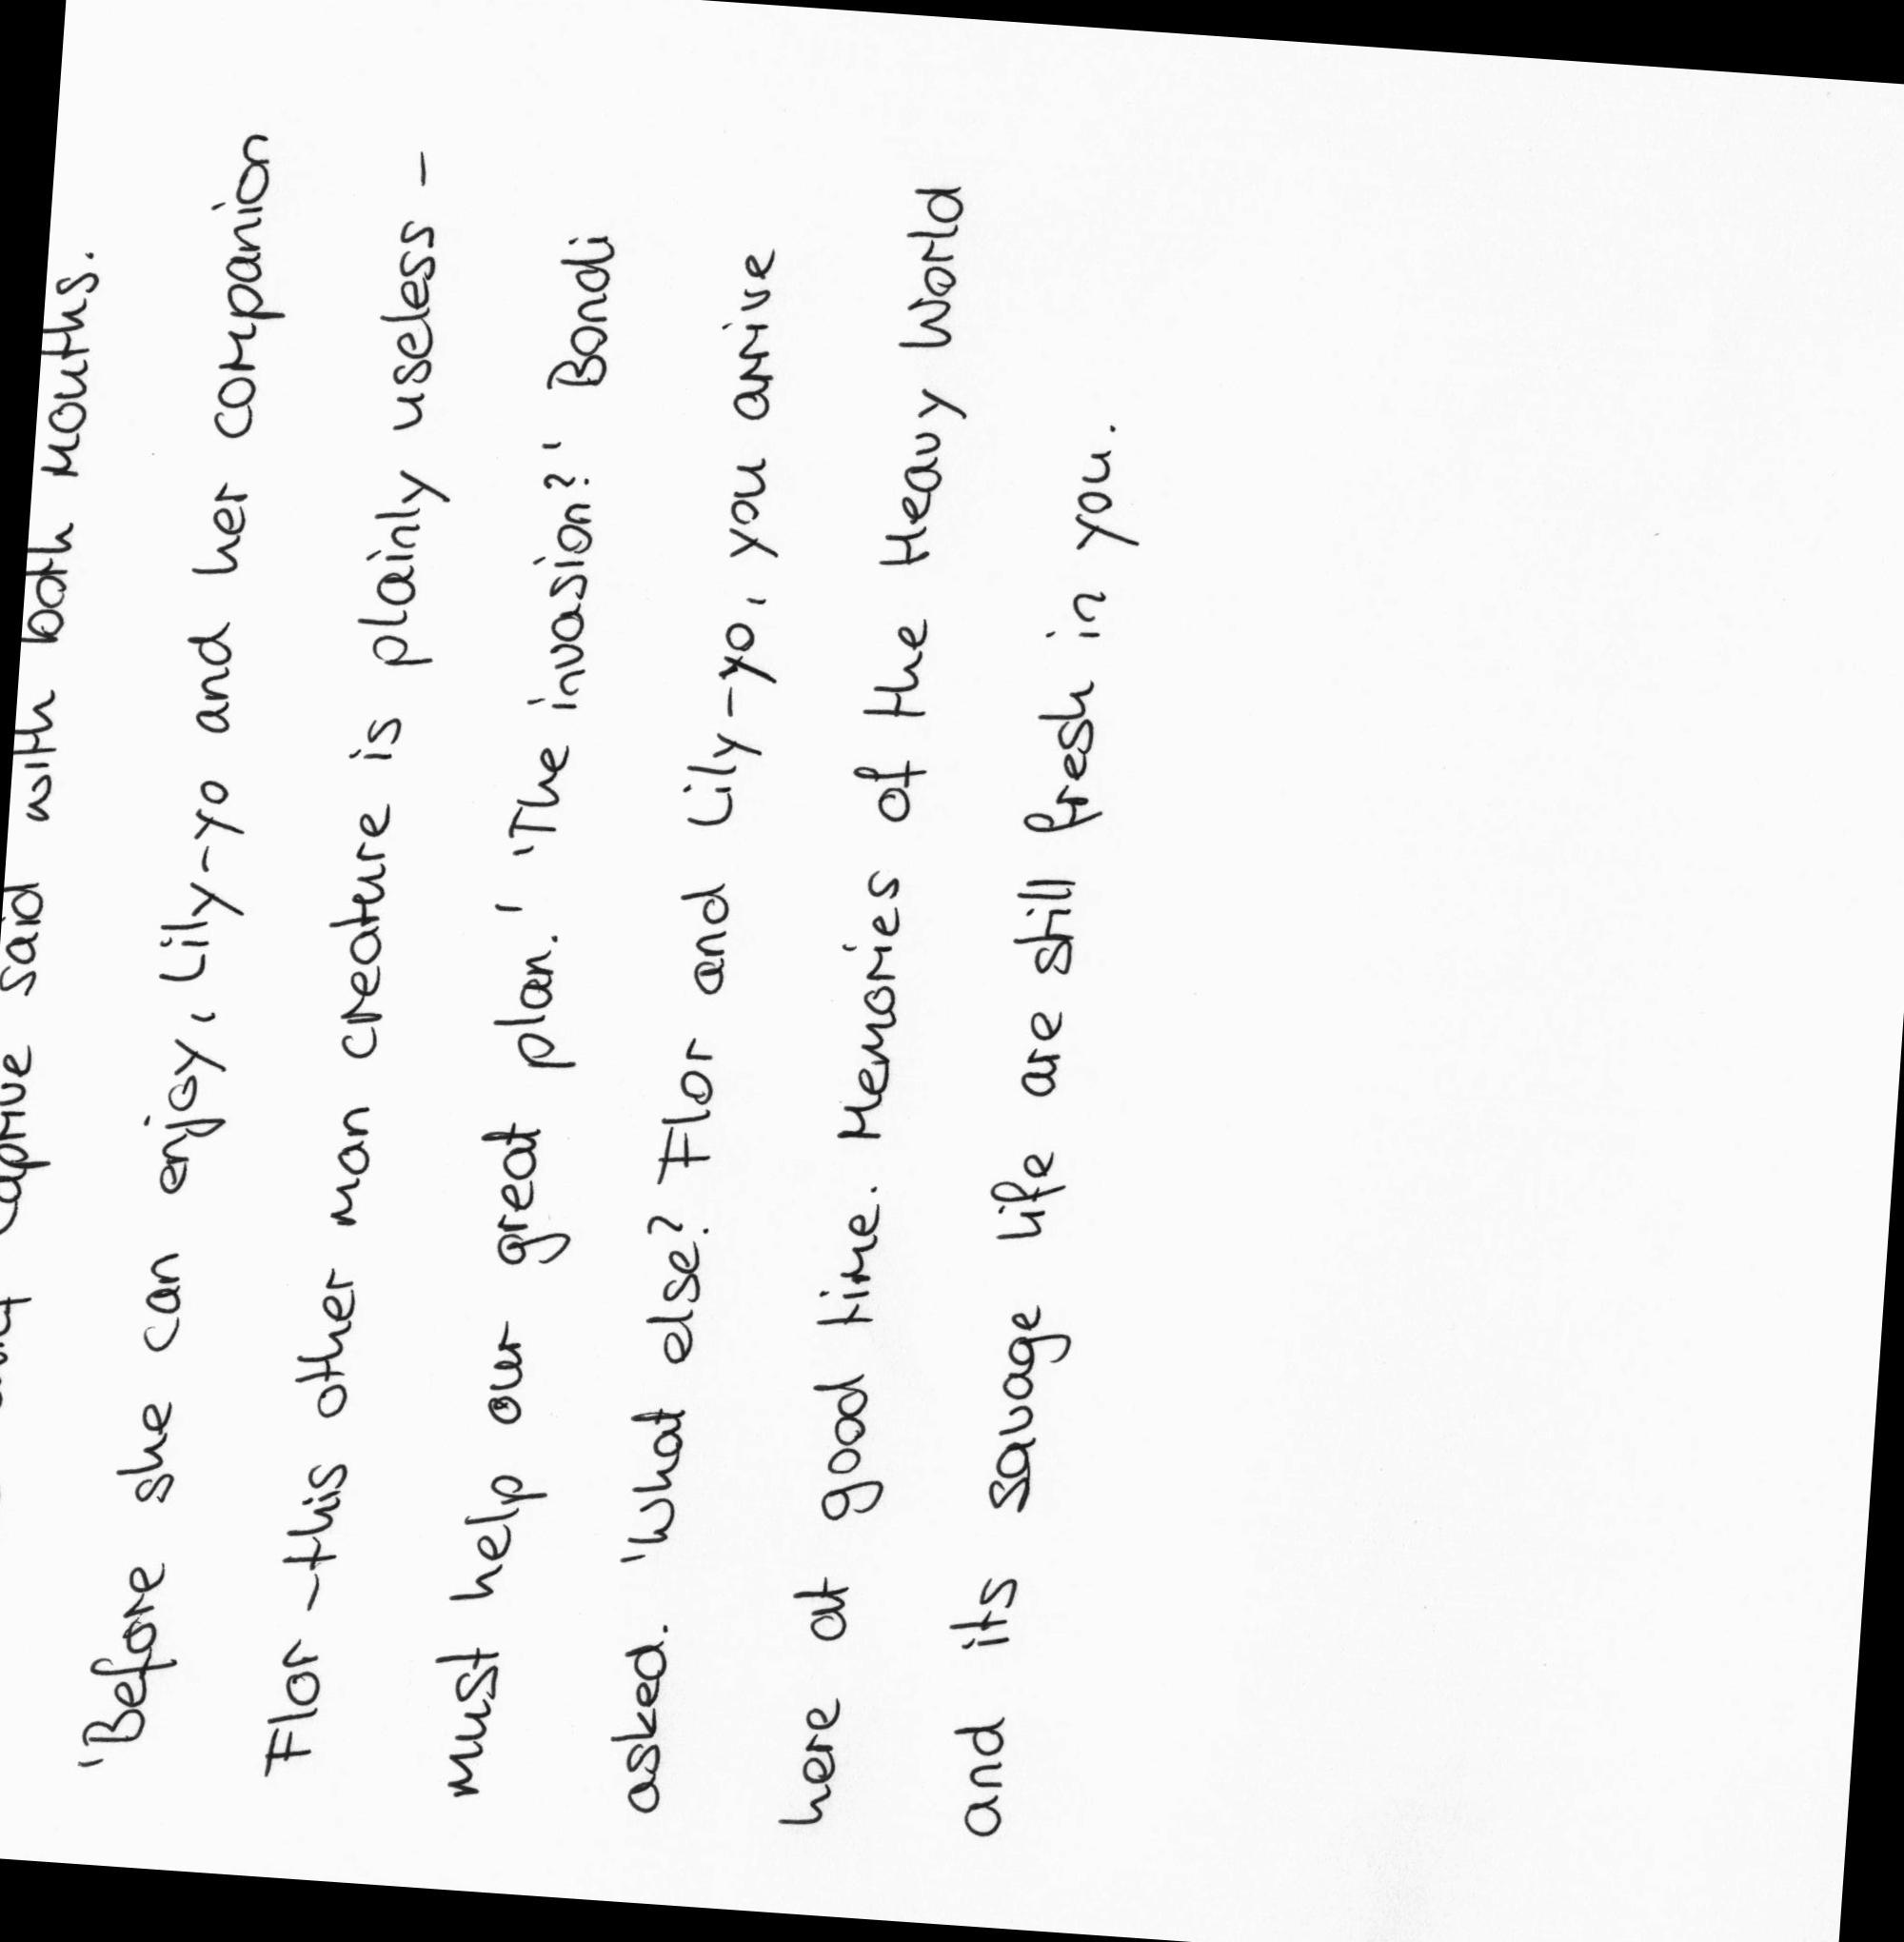 Captive said with both mouths.
'Before she can enjoy, Lily-yo and her companion
Flor - this other man creature is plainly useless -
must help our great plan.' 'The invasion?' Bondi
asked. 'What else? Flor and Lily-yo, you arrive
here at good time. Memories of the Heavy World
and its savage life are still fresh in you.